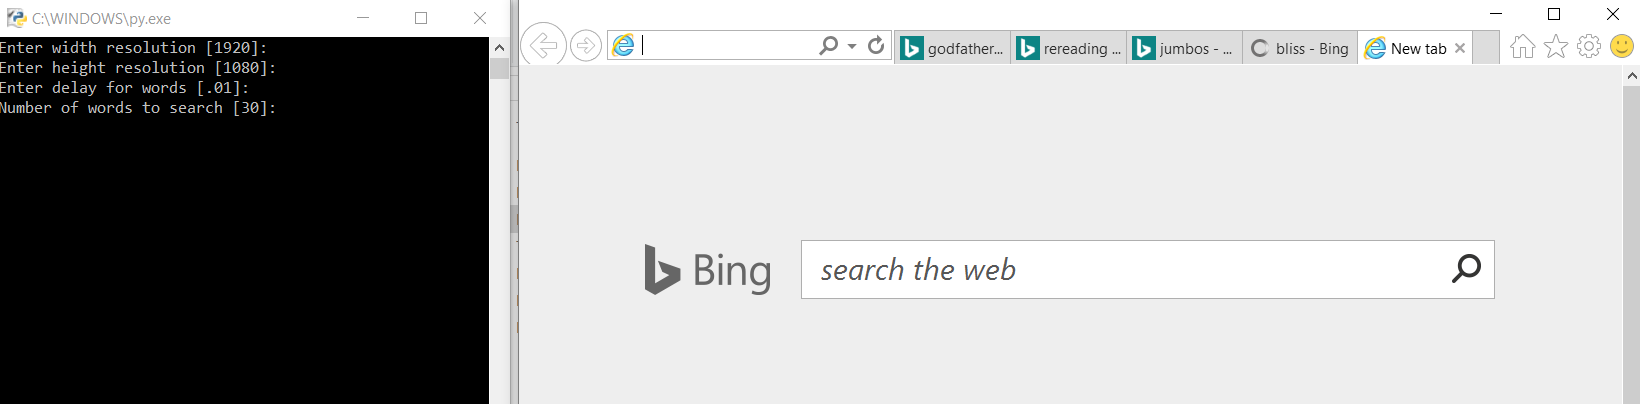 C:\WINDOWS\py.exe
Enter width resolution [1920]:
Enter height resolution [1080]:
Enter delay for words [.01]:
Number of words to search [30]:
godfather...
rereading ...
jumbos - ...
bliss - Bing
New tab
Bing
search the web